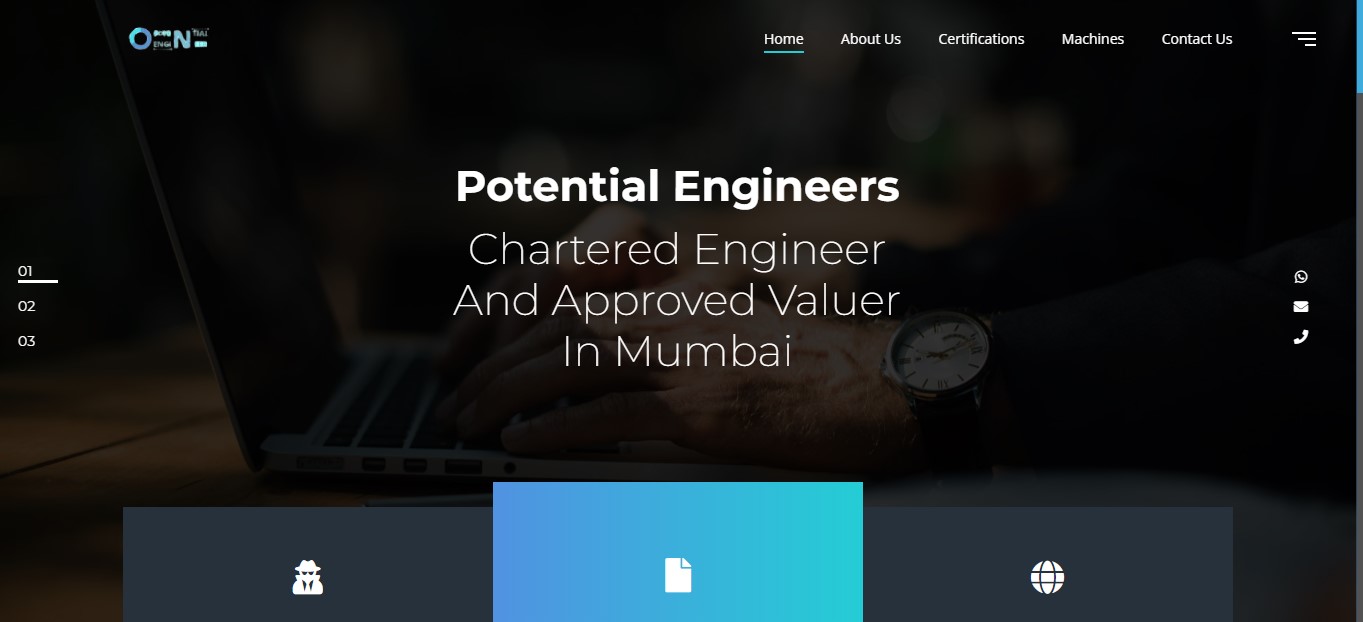 Home
About Us
Certifications
Machines
Contact Us
Potential Engineers
Chartered Engineer
And Approved Valuer
In Mumbai
01
02
03